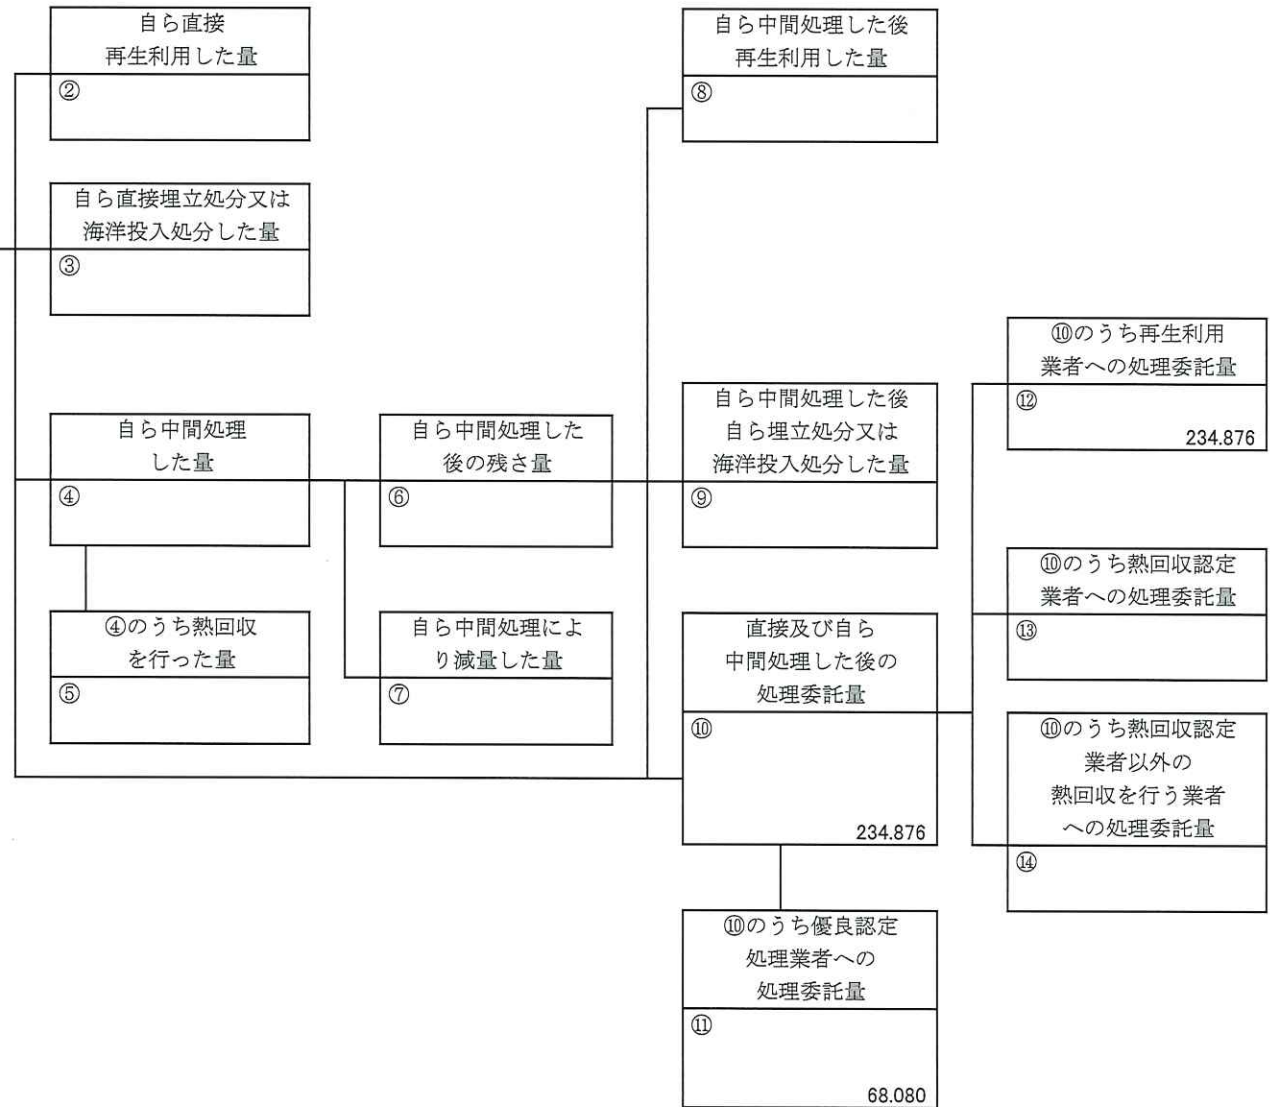 自ら直接
再生利用した量
②
自ら直接埋立処分又は
海洋投入処分した量
③
自ら中間処理
した量
④
④のうち熱回収
を行った量
⑤
自ら中間処理した
後の残さ量
⑥
自ら中間処理によ
り減量した量
⑦
自ら中間処理した後
再生利用した量
⑧
自ら中間処理した後
自ら埋立処分又は
海洋投入処分した量
⑨
直接及び自ら
中間処理した後の
処理委託量
⑩
234.876
⑩のうち優良認定
処理業者への
処理委託量
⑪
68.080
⑩のうち再生利用
業者への処理委託量
⑫
234.876
⑩のうち熱回収認定
業者への処理委託量
⑬
⑩のうち熱回収認定
業者以外の
熱回収を行う業者
への処理委託量
⑭